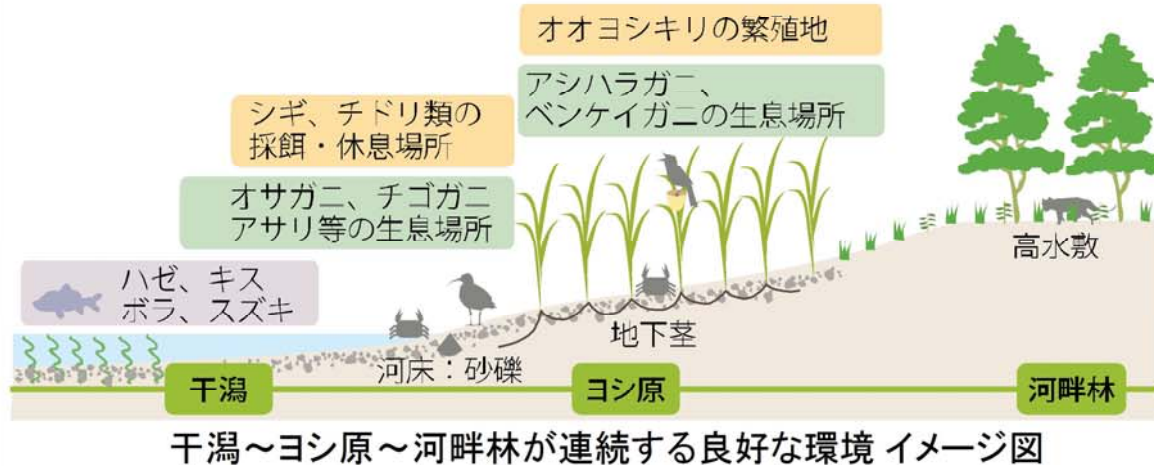 オオヨシキリの繁殖地
アシハラガニ、
ベンケイガニの生息場所
シギ、チドリ類の
採餌・休息場所
オサガニ、チゴガニ
アサリ等の生息場所
ハゼ、キス
ボラ、スズキ
高水敷
地下茎
河床：砂礫
干潟
ヨシ原
河畔林
干潟～ヨシ原～河畔林が連続する良好な環境 イメージ図